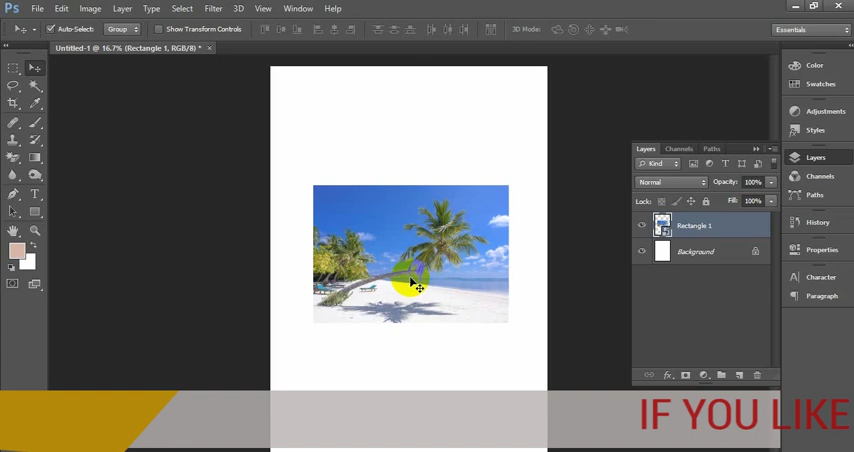 Ps File Edit Image Layer Type Select Filter 3D View Window Help
Auto-Select: Group Show Transform Controls 3D Mode: Essentials
Untitled-1 @ 16.7% (Rectangle 1, RGB/8) * ×
Color
Swatches
Adjustments
Styles
Layers
Channels
Paths
History
Properties
Character
Paragraph
Layers Channels Paths
Kind
Normal Opacity: 100%
Lock: Fill: 100%
Rectangle 1
Background
fx
IF YOU LIKE